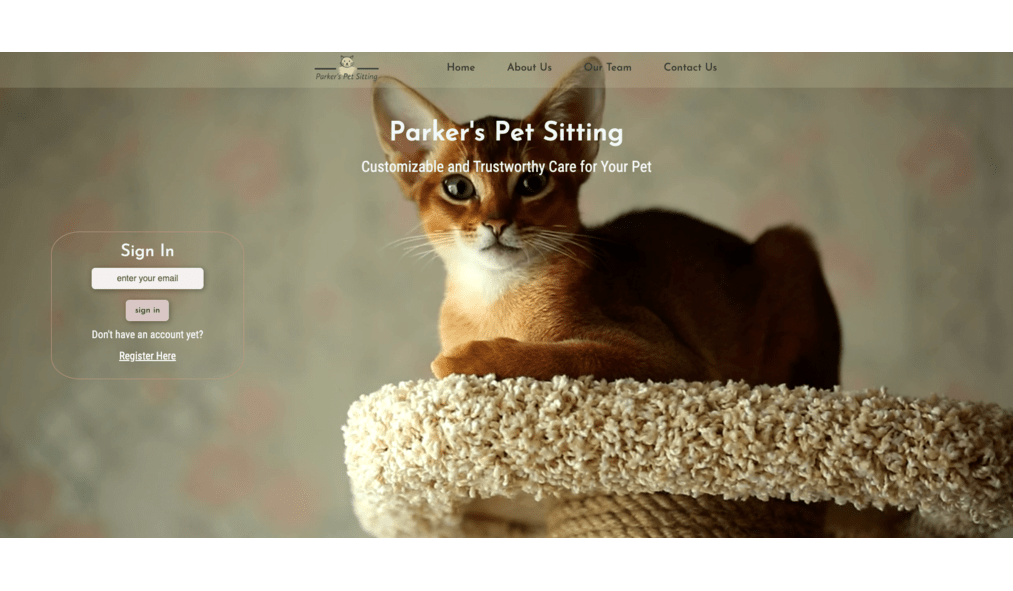 Parker's Pet Sitting
Home
About Us
Our Team
Contact Us
Parker's Pet Sitting
Customizable and Trustworthy Care for Your Pet
Sign In
enter your email
sign in
Don't have an account yet?
Register Here